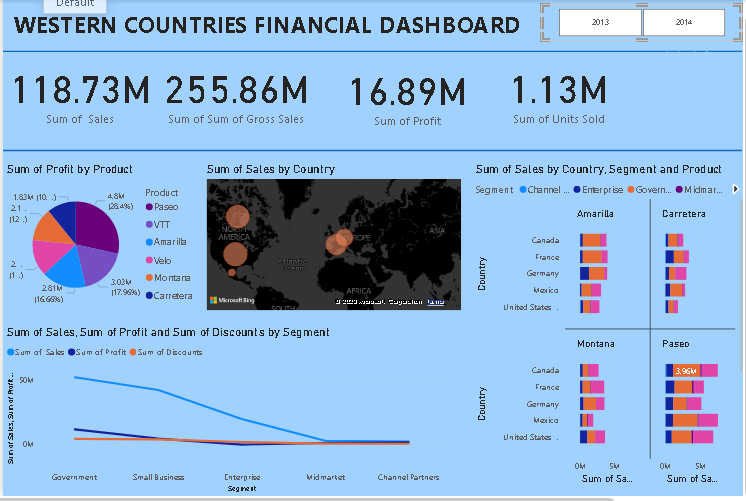 Default
WESTERN COUNTRIES FINANCIAL DASHBOARD
2013
2014
118.73M
Sum of Sales
255.86M
Sum of Sum of Gross Sales
16.89M
Sum of Profit
1.13M
Sum of Units Sold
Sum of Profit by Product
1.83M (10. ..)
2.1 ..
(12 ..)
2 ..
(1 ..)
2.81M
(16.66%)
3.03M
(17.96%)
4.8M
(28.4%)
Product
Paseo
VTT
Amarilla
Velo
Montana
Carretera
Sum of Sales by Country
NORTH
AMERICA
EUROPE
ASIA
Atlantic
Ocean
AFRICA
SOUTH
Microsoft Bing
Sum of Sales by Country, Segment and Product
Segment
Channel ...
Enterprise
Govern...
Midmar...
Amarilla
Carretera
Country
Canada
France
Germany
Mexico
United States ..
Montana
Paseo
Country
Canada
France
Germany
Mexico
United States ..
3.96M
0M
5M
0M
5M
Sum of Sa...
Sum of Sa...
Sum of Sales, Sum of Profit and Sum of Discounts by Segment
Sum of Sales
Sum of Profit
Sum of Discounts
Sum of Sales, Sum of Profit...
50M
0M
Government
Small Business
Enterprise
Midmarket
Channel Partners
Segment